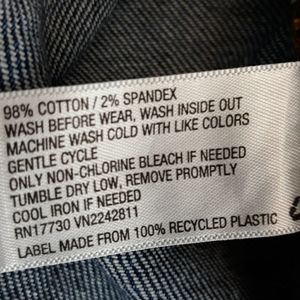 98% COTTON / 2% SPANDEX
WASH BEFORE WEAR, WASH INSIDE OUT
MACHINE WASH COLD WITH LIKE COLORS
GENTLE CYCLE
ONLY NON-CHLORINE BLEACH IF NEEDED
TUMBLE DRY LOW, REMOVE PROMPTLY
COOL IRON IF NEEDED
RN17730 VN2242811
LABEL MADE FROM 100% RECYCLED PLASTIC